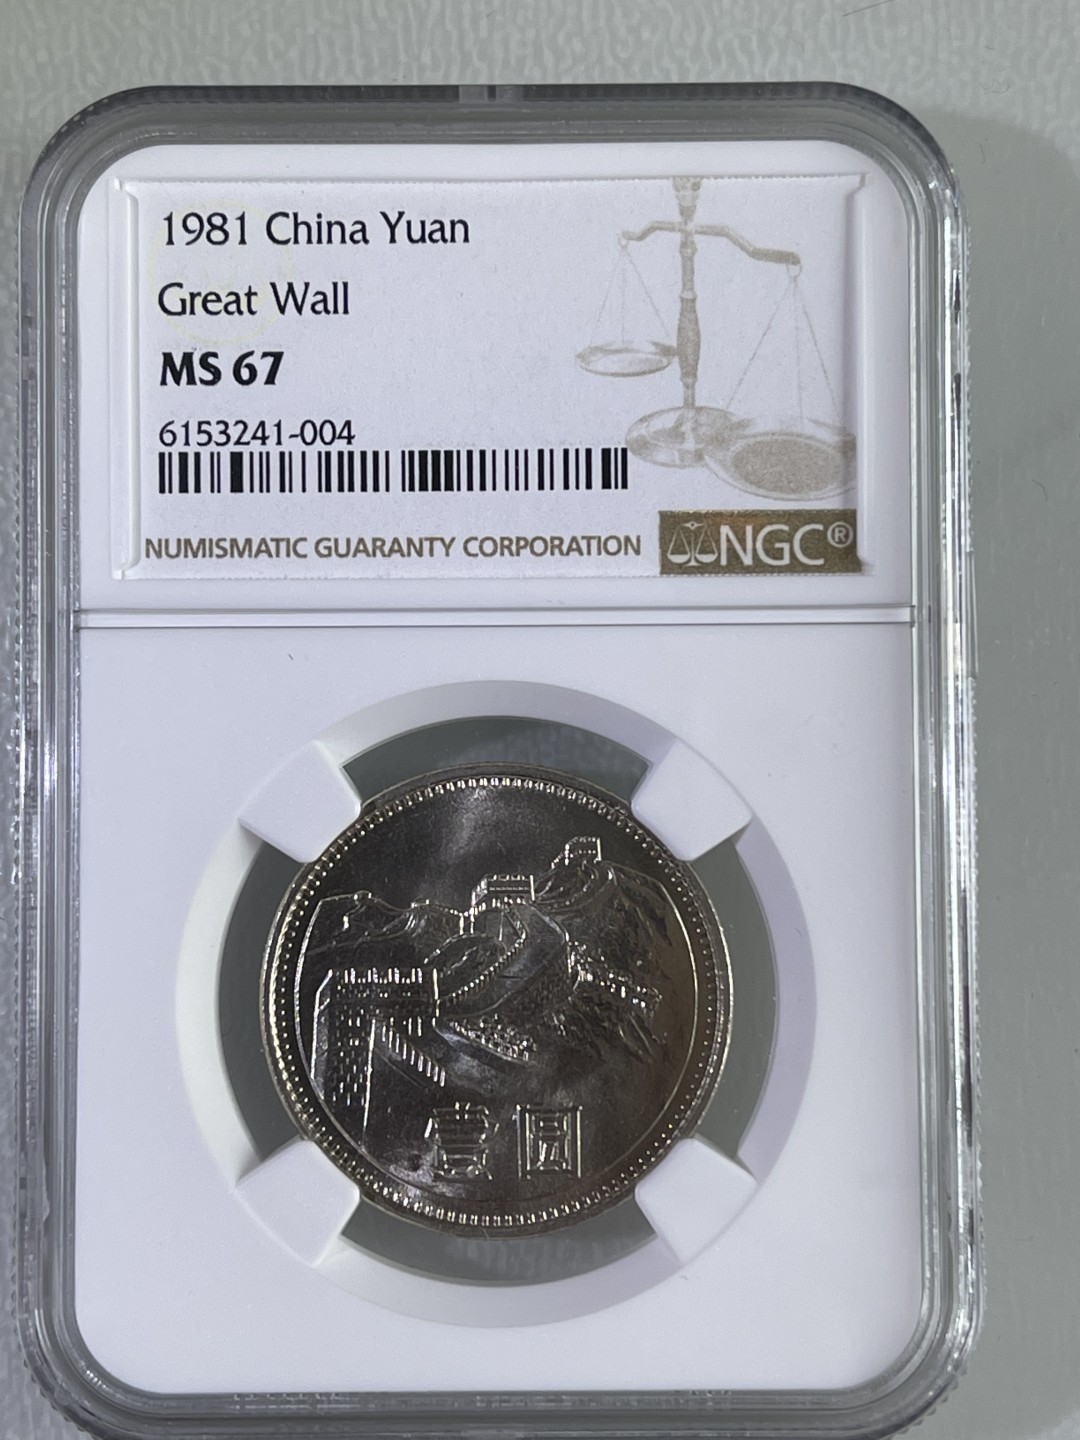 1981 China Yuan
Great Wall
MS 67
6153241-004
NUMISMATIC GUARANTY CORPORATION
NGC®
壹圆